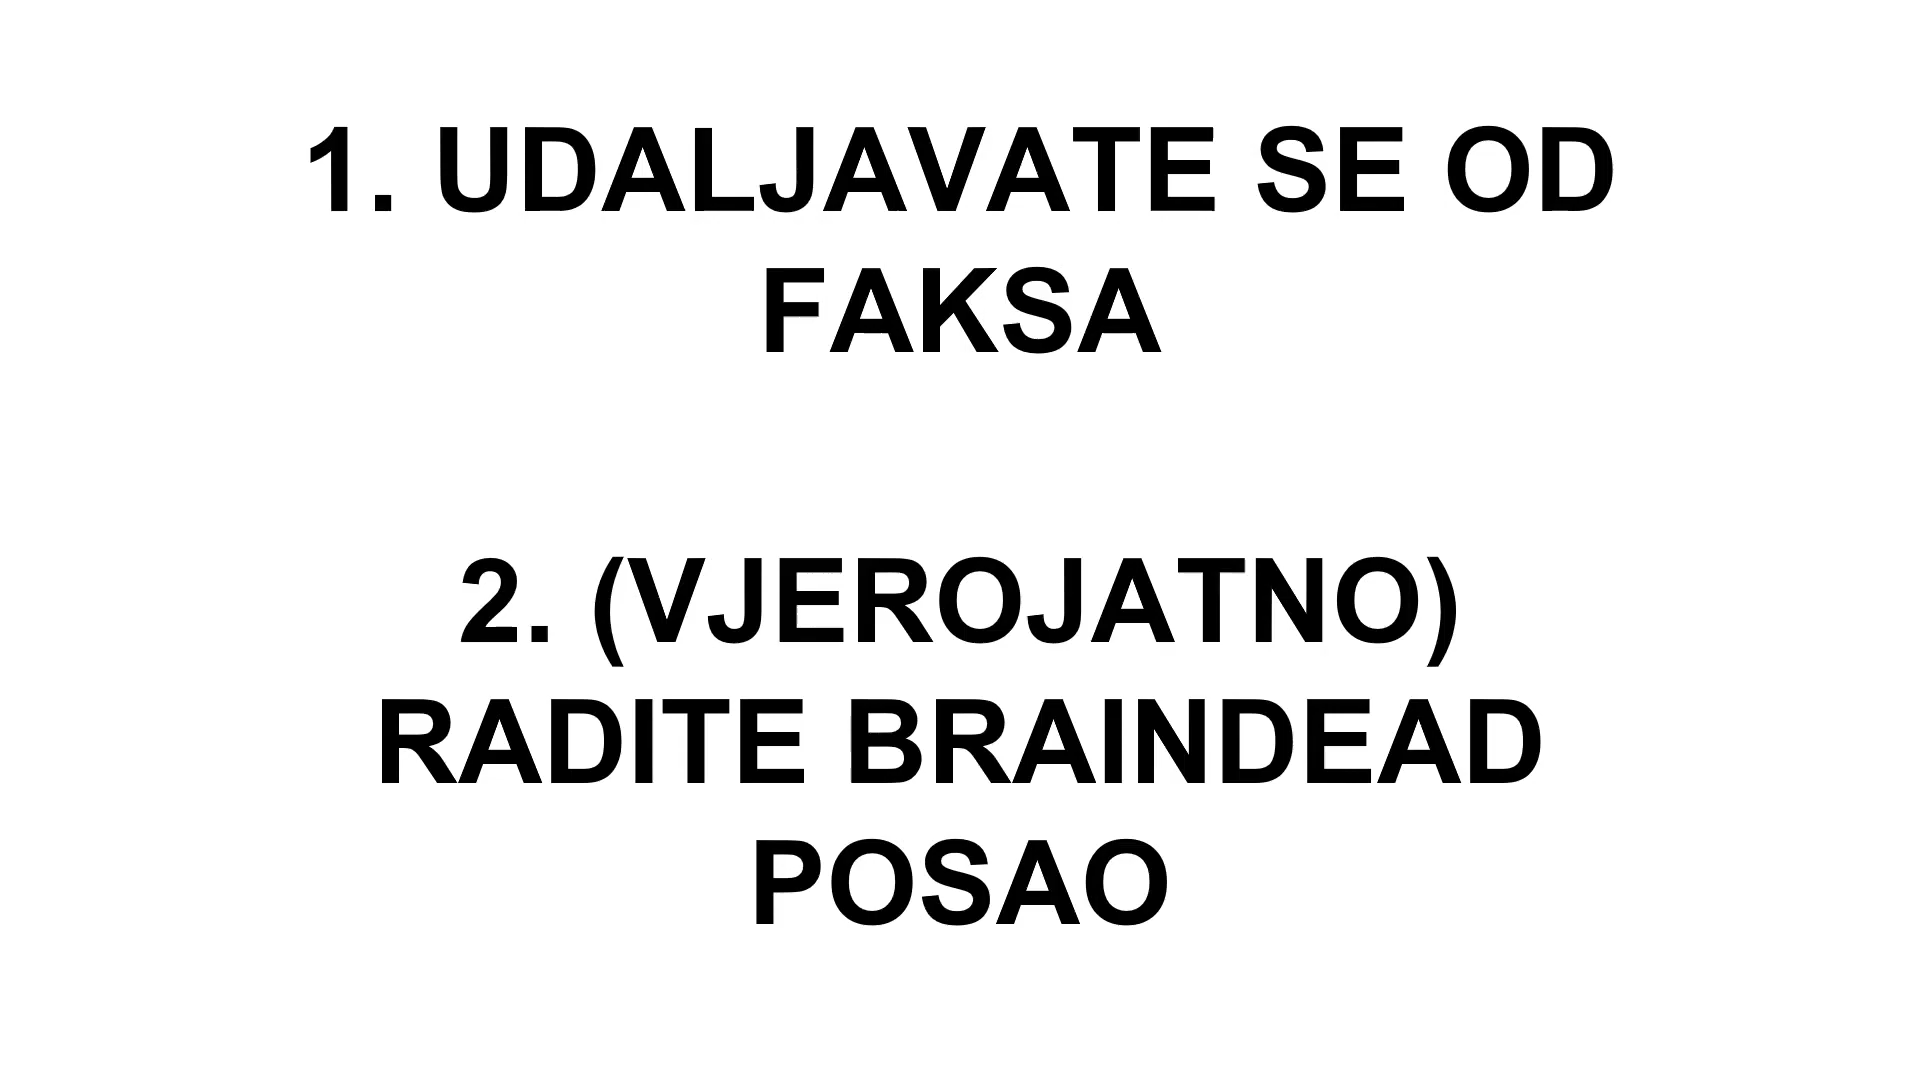 1. UDALJAVATE SE OD
FAKSA
2. (VJEROJATNO)
RADITE BRAINDEAD
POSAO